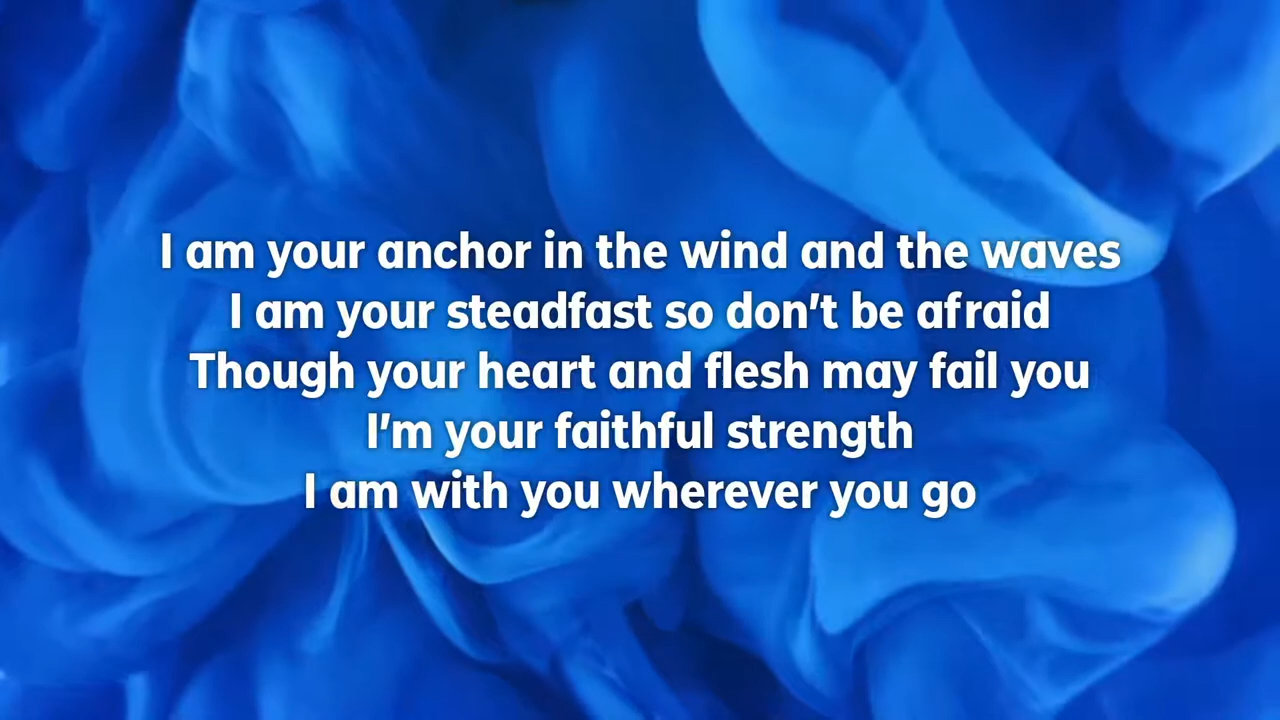 I am your anchor in the wind and the waves
I am your steadfast so don't be afraid
Though your heart and flesh may fail you
I'm your faithful strength
I am with you wherever you go